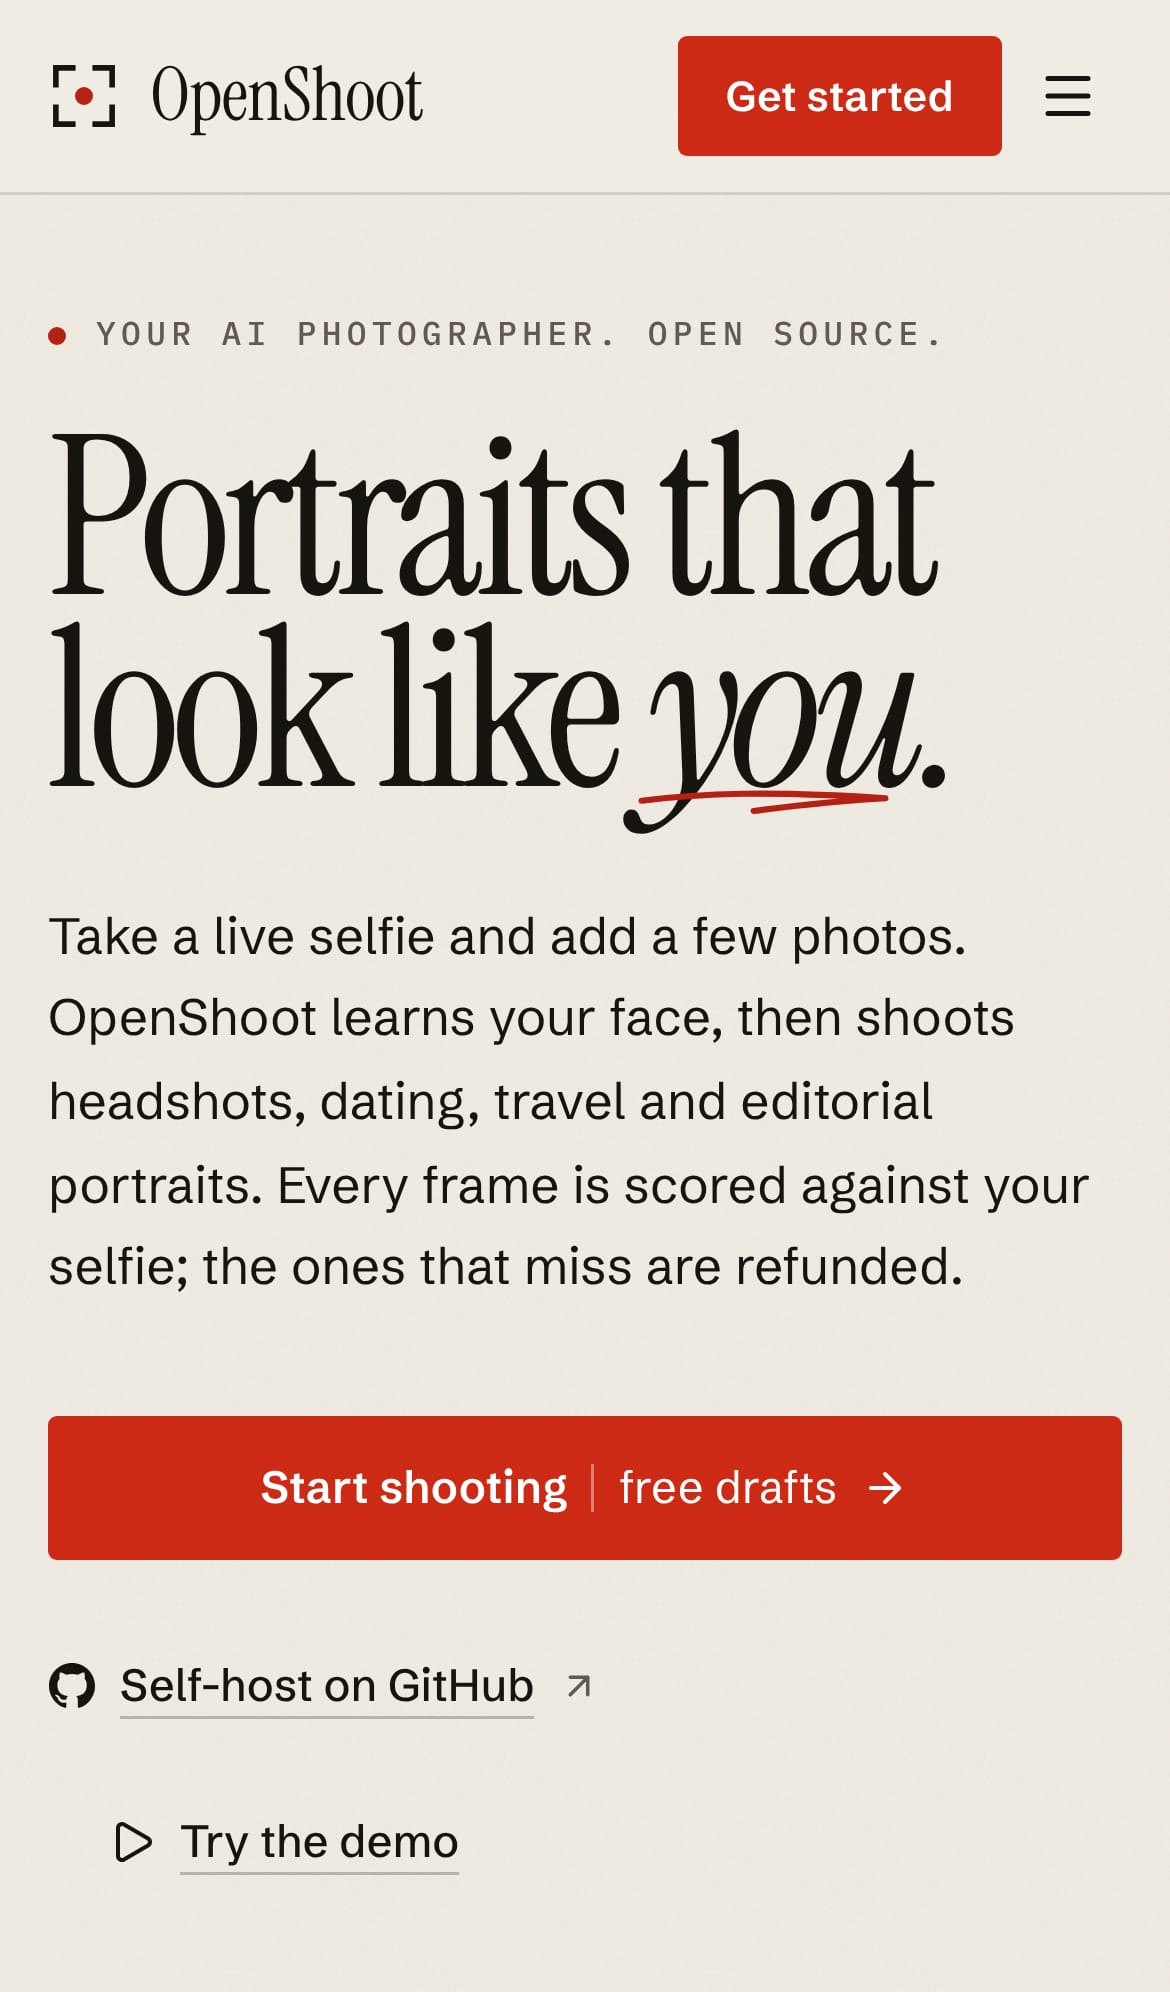 OpenShoot
Get started
YOUR AI PHOTOGRAPHER. OPEN SOURCE.
Portraits that
look like you.
Take a live selfie and add a few photos.
OpenShoot learns your face, then shoots
headshots, dating, travel and editorial
portraits. Every frame is scored against your
selfie; the ones that miss are refunded.
Start shooting | free drafts →
Self-host on GitHub ↗
Try the demo